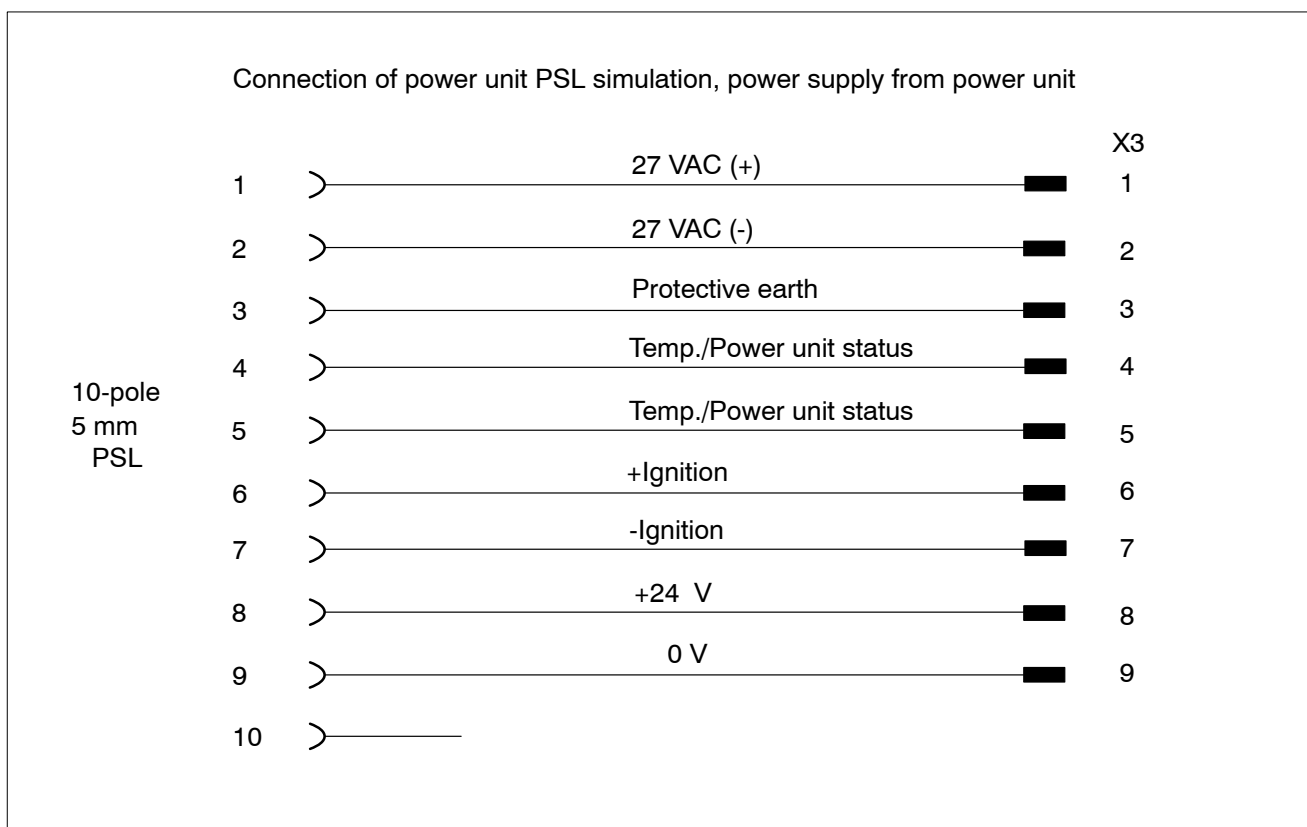 Connection of power unit PSL simulation, power supply from power unit
X3
1 27 VAC (+) 1
2 27 VAC (-) 2
3 Protective earth 3
4 Temp./Power unit status 4
10-pole
5 mm
PSL
5 Temp./Power unit status 5
6 +Ignition 6
7 -Ignition 7
8 +24 V 8
9 0 V 9
10